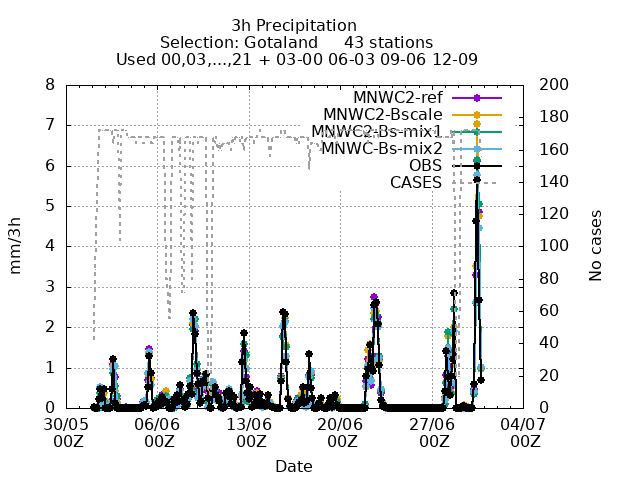 3h Precipitation
Selection: Gotaland 43 stations
Used 00,03,...,21 + 03-00 06-03 09-06 12-09
8 200
MNWC2-ref
180
MNWC2-Bscale
7
MNWC2-Bs-mix1
160
MNWC-Bs-mix2
6
OBS
140
CASES
5
120
mm/3h
4 100
No cases
3
80
60
2
40
1
20
0 0
30/05 06/06 13/06 20/06 27/06 04/07
00Z 00Z 00Z 00Z 00Z 00Z
Date